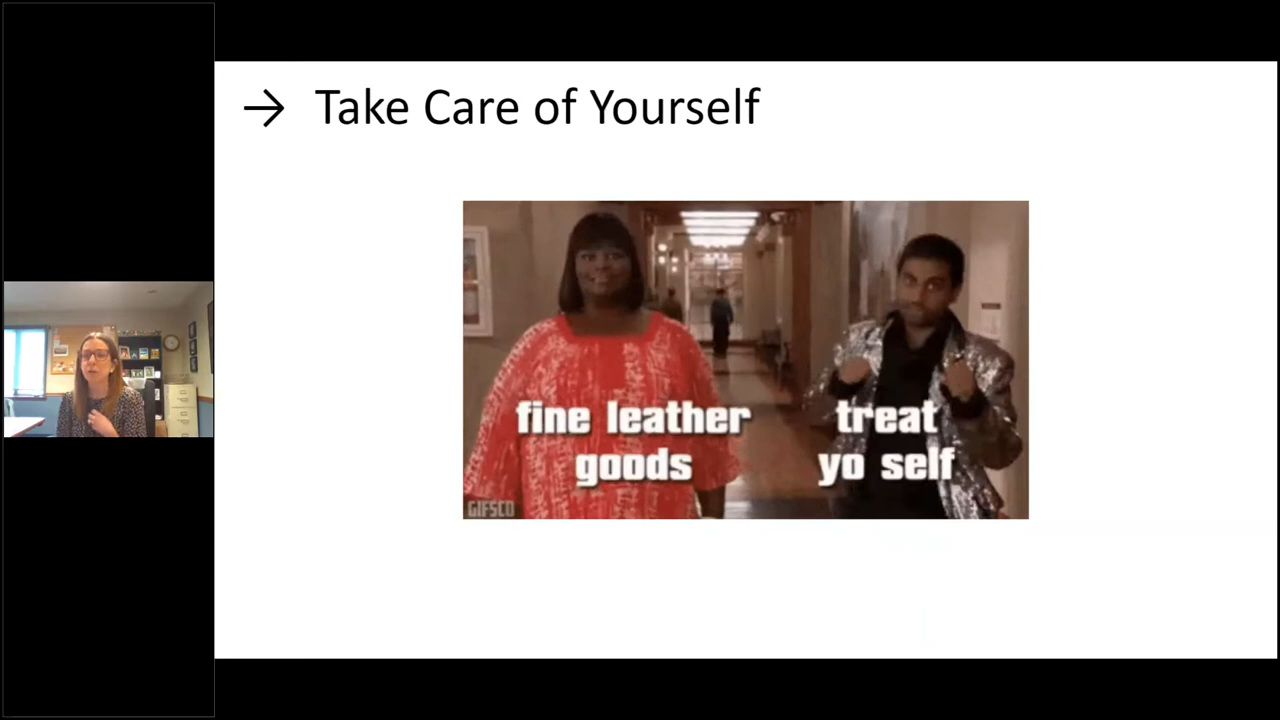 → Take Care of Yourself
fine leather
goods
treat
yo self
GIFSCO